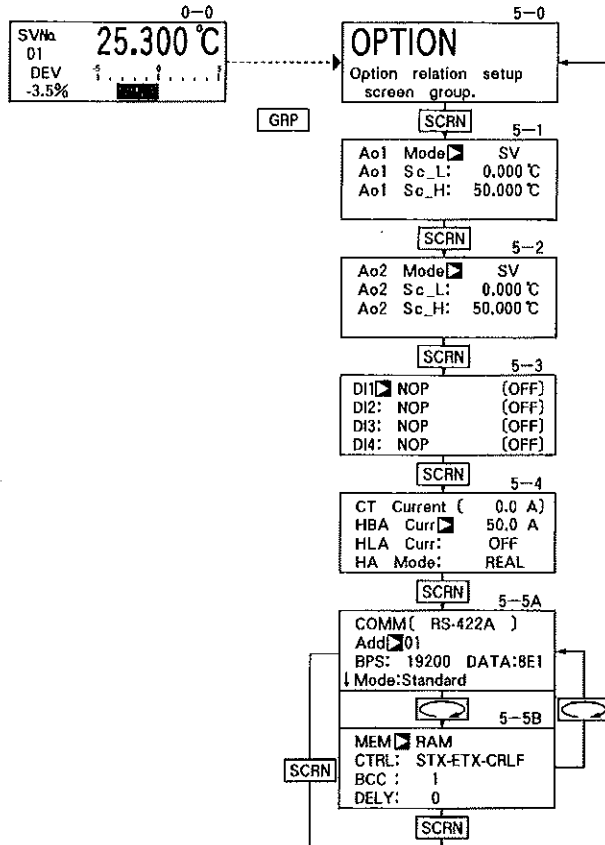 0-0
SVNo.
25.300 ℃
01
DEV
-5 0 5
-3.5%
GRP
5-0
OPTION
Option relation setup
screen group.
SCRN
5-1
Ao1 Mode SV
Ao1 Sc_L: 0.000 ℃
Ao1 Sc_H: 50.000 ℃
SCRN
5-2
Ao2 Mode SV
Ao2 Sc_L: 0.000 ℃
Ao2 Sc_H: 50.000 ℃
SCRN
5-3
DI1 NOP (OFF)
DI2: NOP (OFF)
DI3: NOP (OFF)
DI4: NOP (OFF)
SCRN
5-4
CT Current ( 0.0 A)
HBA Curr 50.0 A
HLA Curr: OFF
HA Mode: REAL
SCRN
5-5A
COMM( RS-422A )
Add 01
BPS: 19200 DATA:8E1
↓Mode:Standard
5-5B
MEM RAM
CTRL: STX-ETX-CRLF
BCC : 1
DELY: 0
SCRN
SCRN